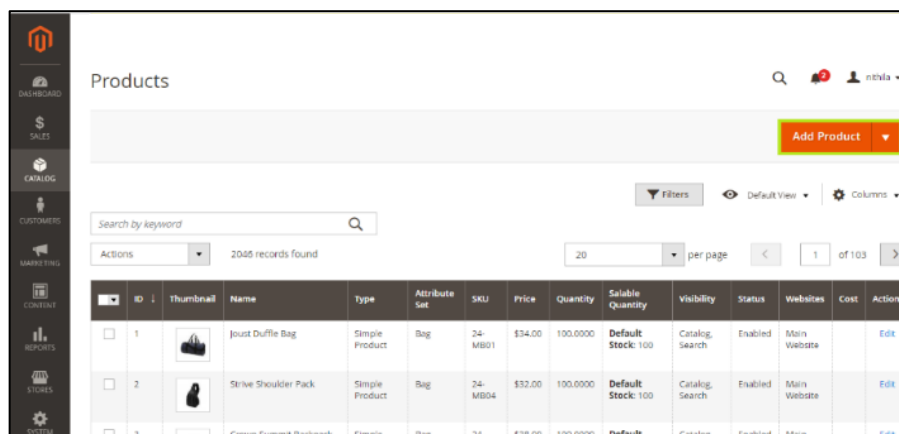 Products
2
nithila
DASHBOARD
SALES
CATALOG
CUSTOMERS
MARKETING
CONTENT
REPORTS
STORES
SYSTEM
Add Product
Filters
Default View
Columns
Search by keyword
Actions
2046 records found
20
per page
1
of 103
ID ↓ Thumbnail Name Type Attribute Set SKU Price Quantity Salable Quantity Visibility Status Websites Cost Action
1 Joust Duffle Bag Simple Product Bag 24-MB01 $34.00 100.0000 Default Stock: 100 Catalog, Search Enabled Main Website Edit
2 Strive Shoulder Pack Simple Product Bag 24-MB04 $32.00 100.0000 Default Stock: 100 Catalog, Search Enabled Main Website Edit